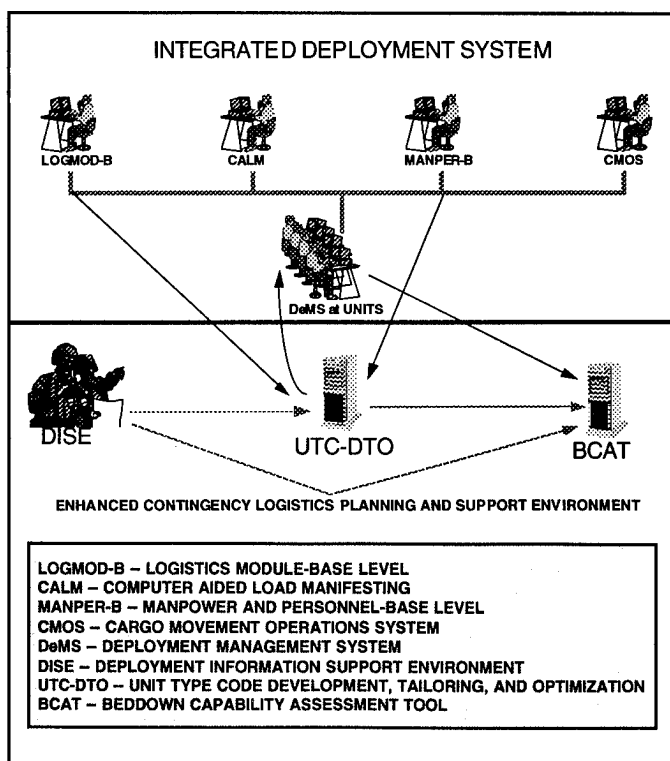 INTEGRATED DEPLOYMENT SYSTEM
LOGMOD-B
CALM
MANPER-B
CMOS
DeMS at UNITS
DISE
UTC-DTO
BCAT
ENHANCED CONTINGENCY LOGISTICS PLANNING AND SUPPORT ENVIRONMENT
LOGMOD-B – LOGISTICS MODULE-BASE LEVEL
CALM – COMPUTER AIDED LOAD MANIFESTING
MANPER-B – MANPOWER AND PERSONNEL-BASE LEVEL
CMOS – CARGO MOVEMENT OPERATIONS SYSTEM
DeMS – DEPLOYMENT MANAGEMENT SYSTEM
DISE – DEPLOYMENT INFORMATION SUPPORT ENVIRONMENT
UTC-DTO – UNIT TYPE CODE DEVELOPMENT, TAILORING, AND OPTIMIZATION
BCAT – BEDDOWN CAPABILITY ASSESSMENT TOOL